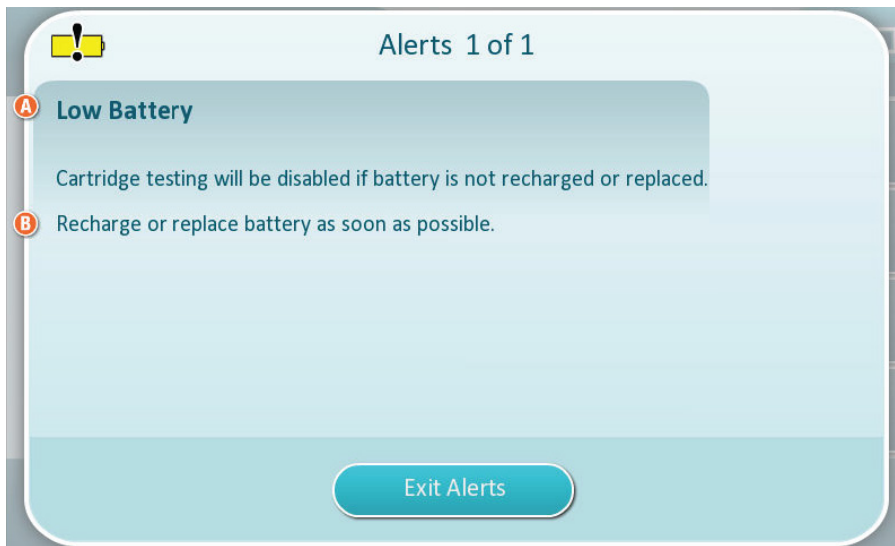 Alerts 1 of 1
A
Low Battery
Cartridge testing will be disabled if battery is not recharged or replaced.
B
Recharge or replace battery as soon as possible.
Exit Alerts